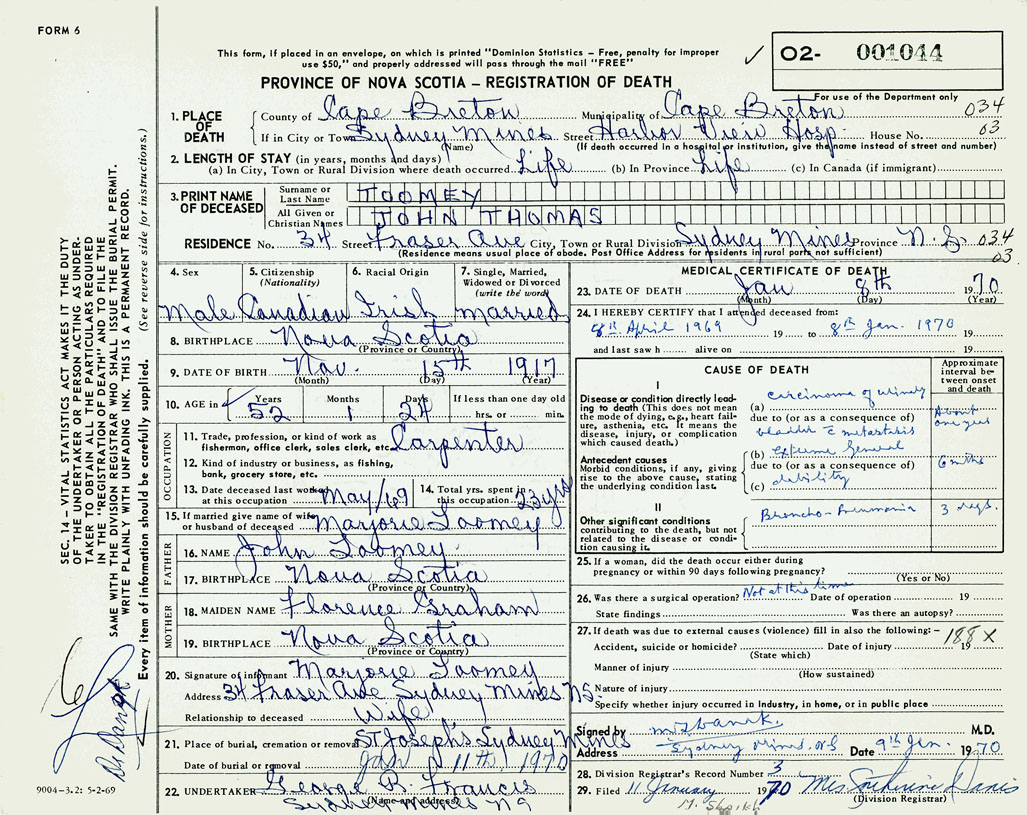 FORM 6
This form, if placed in an envelope, on which is printed "Dominion Statistics – Free, penalty for improper
use $50," and properly addressed will pass through the mail "FREE"
✓ O2- 001044
PROVINCE OF NOVA SCOTIA – REGISTRATION OF DEATH
For use of the Department only
1. PLACE OF DEATH
County of Cape Breton Municipality of Cape Breton 034
If in City or Town Sydney Mines Street Harbor View Hosp. House No. 03
(Name) (If death occurred in a hospital or institution, give the name instead of street and number)
2. LENGTH OF STAY (in years, months and days)
(a) In City, Town or Rural Division where death occurred Life (b) In Province Life (c) In Canada (if immigrant)
3. PRINT NAME OF DECEASED
Surname or Last Name TOOMEY
All Given or Christian Names JOHN THOMAS
RESIDENCE No. 34 Street Fraser Ave City, Town or Rural Division Sydney Mines Province N.S. 034
(Residence means usual place of abode. Post Office Address for residents in rural parts not sufficient) 03.
4. Sex 5. Citizenship (Nationality) 6. Racial Origin 7. Single, Married, Widowed or Divorced (write the word)
Male Canadian Irish married
8. BIRTHPLACE Nova Scotia
(Province or Country)
9. DATE OF BIRTH Nov. 15th 1917
(Month) (Day) (Year)
10. AGE in Years Months Days If less than one day old
52 1 24 hrs. or min.
OCCUPATION
11. Trade, profession, or kind of work as
fisherman, office clerk, sales clerk, etc. Carpenter
12. Kind of industry or business, as fishing,
bank, grocery store, etc.
13. Date deceased last worked at this occupation May/69 14. Total yrs. spent in this occupation 23 yrs
15. If married give name of wife
or husband of deceased Marjorie Toomey
FATHER
16. NAME John Toomey
17. BIRTHPLACE Nova Scotia
(Province or Country)
MOTHER
18. MAIDEN NAME Florence Graham
19. BIRTHPLACE Nova Scotia
(Province or Country)
20. Signature of informant Marjorie Toomey
Address 34 Fraser Ave Sydney Mines NS.
Relationship to deceased Wife
21. Place of burial, cremation or removal ST Joseph's Sydney Mines
Date of burial or removal Jan 11th 1970
22. UNDERTAKER George R. Francis
(Name and address)
Sydney Mines NS
MEDICAL CERTIFICATE OF DEATH
23. DATE OF DEATH Jan 8th 1970
(Month) (Day) (Year)
24. I HEREBY CERTIFY that I attended deceased from:
8th April 1969 19 to 8th Jan. 1970 19
and last saw h alive on 19
CAUSE OF DEATH
Approximate interval between onset and death
I
Disease or condition directly leading to death (This does not mean the mode of dying, e.g., heart failure, asthenia, etc. It means the disease, injury, or complication which caused death.)
(a) carcinoma of urinary
due to (or as a consequence of)
bladder c metastasis
About one year
Antecedent causes
Morbid conditions, if any, giving rise to the above cause, stating the underlying condition last.
(b) Extreme General
due to (or as a consequence of)
(c) debility
6 mths
II
Other significant conditions
contributing to the death, but not related to the disease or condition causing it.
Broncho-Pneumonia 3 days.
25. If a woman, did the death occur either during
pregnancy or within 90 days following pregnancy?
(Yes or No)
26. Was there a surgical operation? Not at this time Date of operation 19
State findings Was there an autopsy?
27. If death was due to external causes (violence) fill in also the following: – 188X
Accident, suicide or homicide? Date of injury 19
(State which)
Manner of injury
(How sustained)
Nature of injury
Specify whether injury occurred in industry, in home, or in public place
Signed by M.D.
Address Sydney Mines. N.S Date 9th Jan. 1970
28. Division Registrar's Record Number 3
29. Filed 11 January 1970 Mrs Davis
(Division Registrar)
SEC. 14 – VITAL STATISTICS ACT MAKES IT THE DUTY
OF THE UNDERTAKER OR PERSON ACTING AS UNDER-
TAKER TO OBTAIN ALL THE PARTICULARS REQUIRED
IN THE "REGISTRATION OF DEATH" AND TO FILE THE
SAME WITH THE DIVISION REGISTRAR WHO SHALL ISSUE THE BURIAL PERMIT.
WRITE PLAINLY WITH UNFADING INK. THIS IS A PERMANENT RECORD.
Every item of information should be carefully supplied. (See reverse side for instructions.)
9004-3.2: 5-2-69